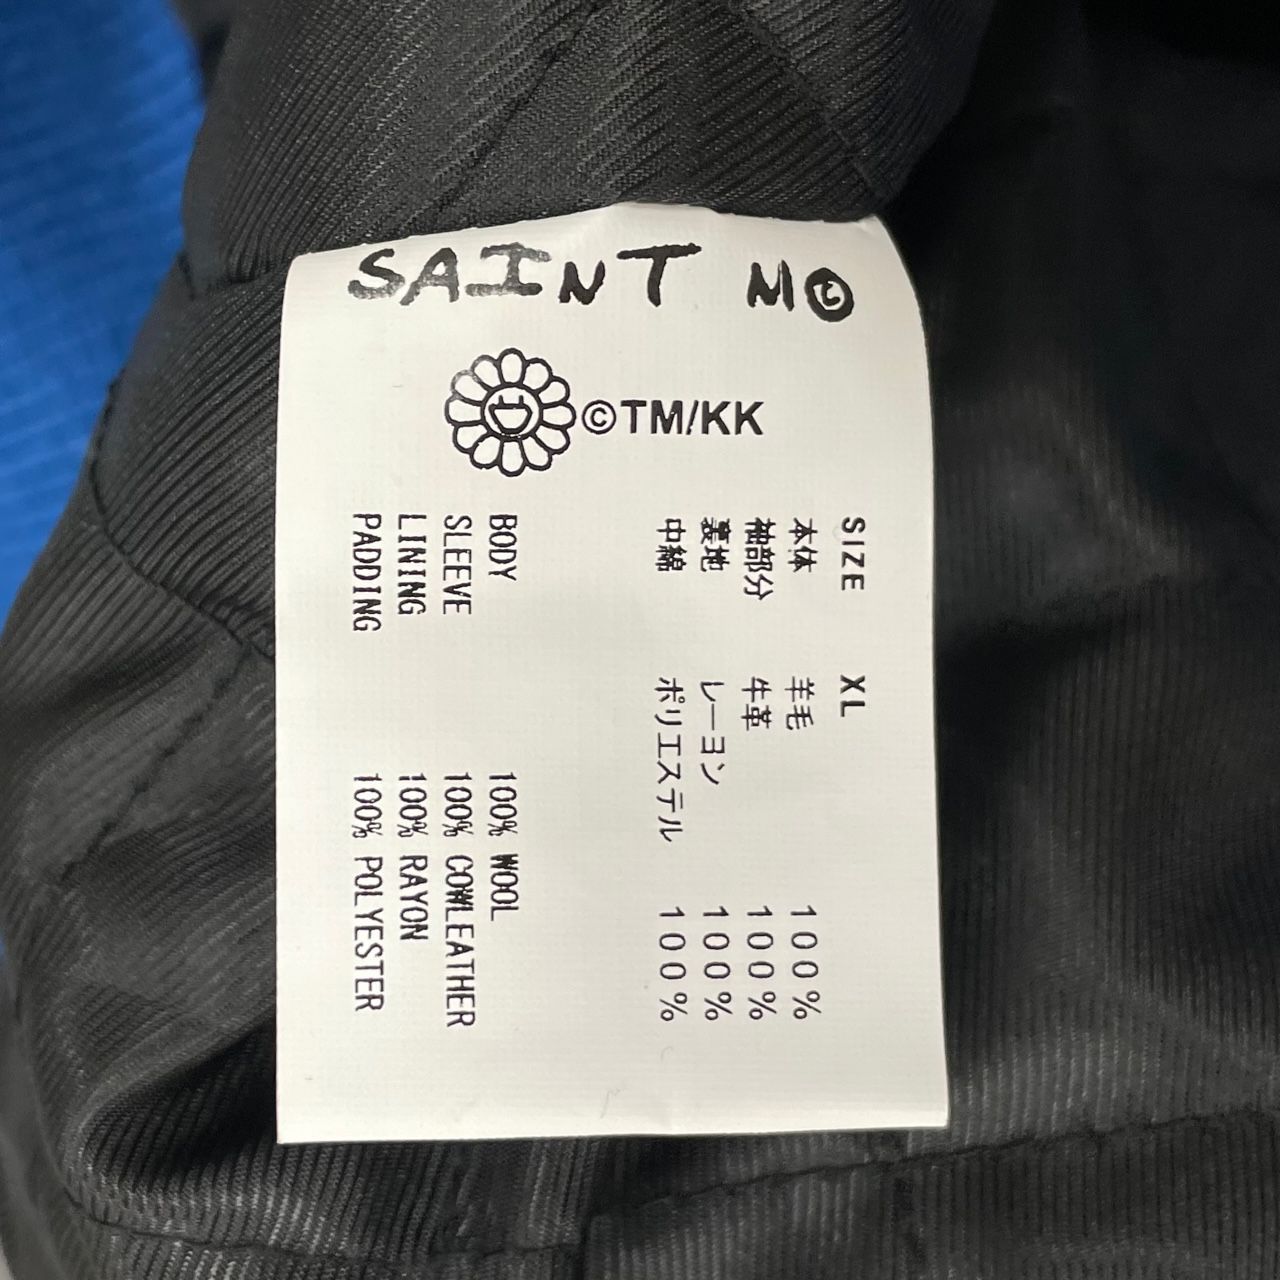 SAINT M©
©TM/KK
SIZE XL
本体 羊毛 100%
袖部分 牛革 100%
裏地 レーヨン 100%
中綿 ポリエステル 100%
BODY 100% WOOL
SLEEVE 100% COWLEATHER
LINING 100% RAYON
PADDING 100% POLYESTER